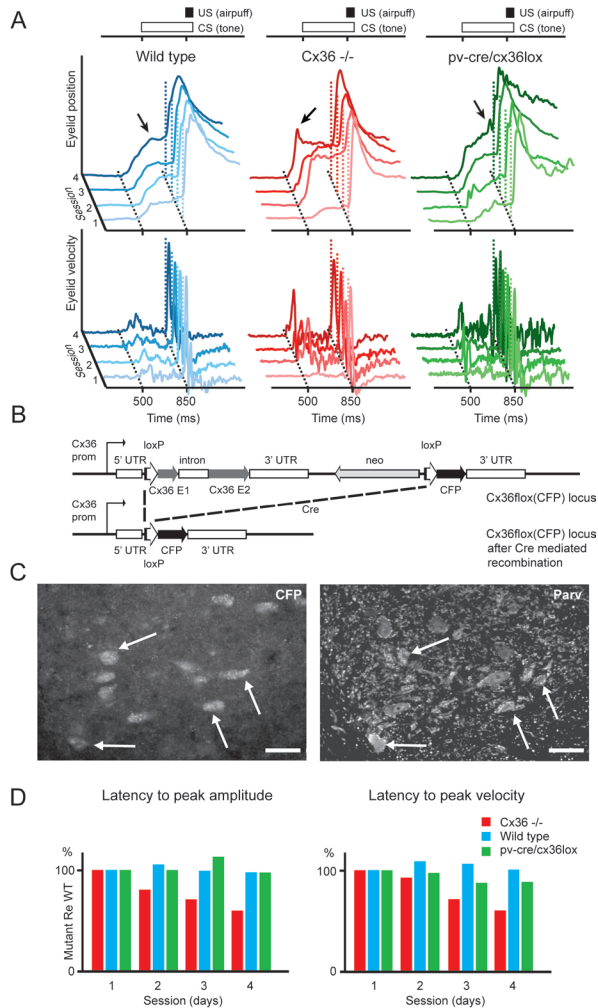 A
US (airpuff)
CS (tone)
US (airpuff)
CS (tone)
US (airpuff)
CS (tone)
Wild type
Cx36 -/-
pv-cre/cx36lox
Eyelid position
4
3
2
1
Session
Eyelid velocity
4
3
2
1
Session
500 850
500 850
500 850
Time (ms)
Time (ms)
Time (ms)
B
Cx36
prom
loxP
loxP
5' UTR
intron
3' UTR
neo
3' UTR
Cx36 E1
Cx36 E2
CFP
Cx36flox(CFP) locus
Cre
Cx36
prom
5' UTR
CFP
3' UTR
loxP
Cx36flox(CFP) locus
after Cre mediated
recombination
C
CFP
Parv
D
Latency to peak amplitude
Latency to peak velocity
Cx36 -/-
Wild type
pv-cre/cx36lox
%
100
0
Mutant Re WT
1 2 3 4
Session (days)
%
100
0
1 2 3 4
Session (days)